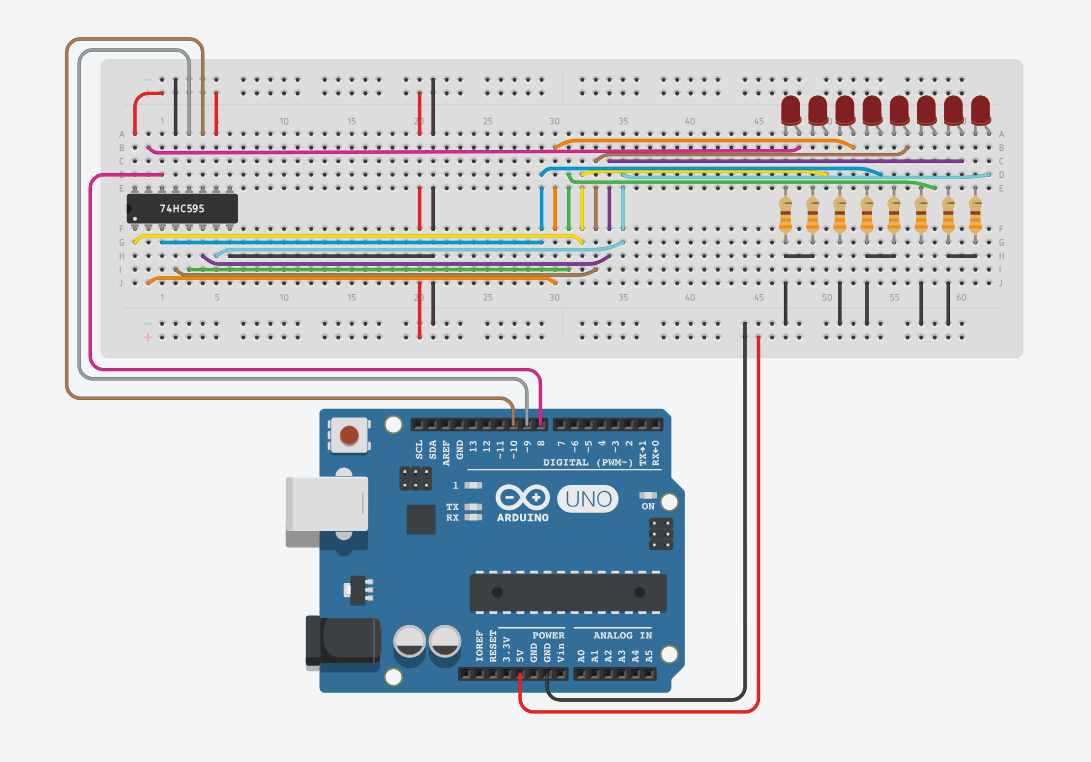 −
1 5 10 15 20 25 30 35 40 45 50 55 60
A A
B B
C C
D D
E E
74HC595
F F
G G
H H
I I
J J
1 5 10 15 20 25 30 35 40 45 50 55 60
−
+
SCL
SDA
AREF
GND
13
12
~11
~10
~9
8
7
~6
~5
4
~3
2
TX→1
RX←0
DIGITAL (PWM~)
1
TX
RX
ARDUINO
UNO
ON
IOREF
RESET
3.3V
5V
GND
GND
Vin
POWER
ANALOG IN
A0
A1
A2
A3
A4
A5